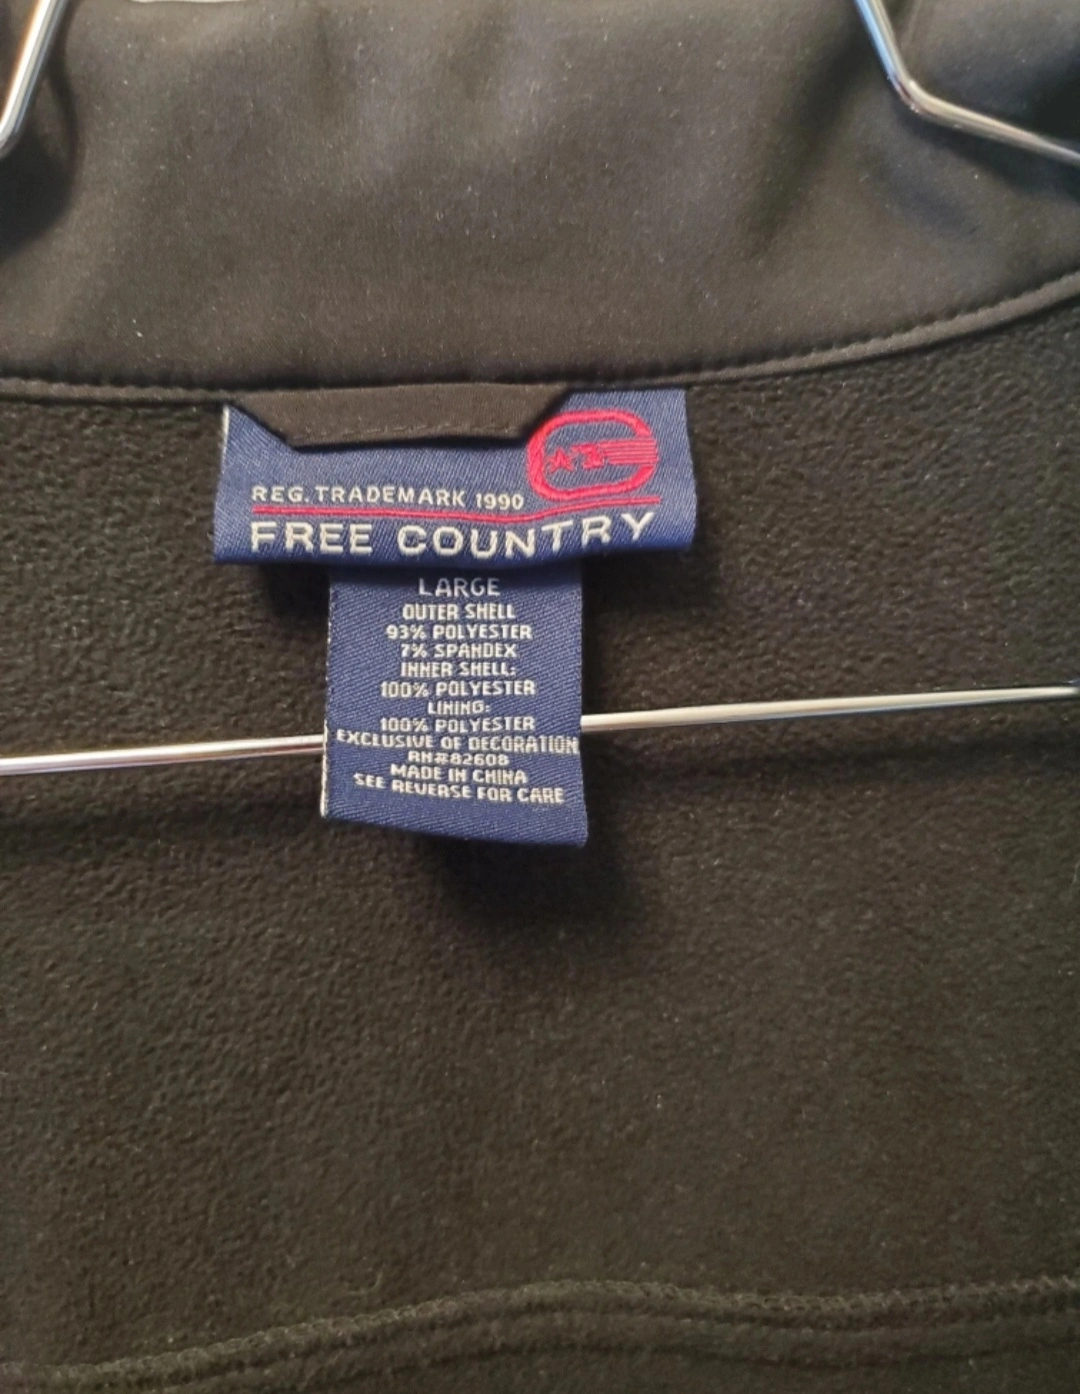 REG. TRADEMARK 1990
FREE COUNTRY
LARGE
OUTER SHELL
93% POLYESTER
7% SPANDEX
INNER SHELL:
100% POLYESTER
LINING:
100% POLYESTER
EXCLUSIVE OF DECORATION
RN#82608
MADE IN CHINA
SEE REVERSE FOR CARE